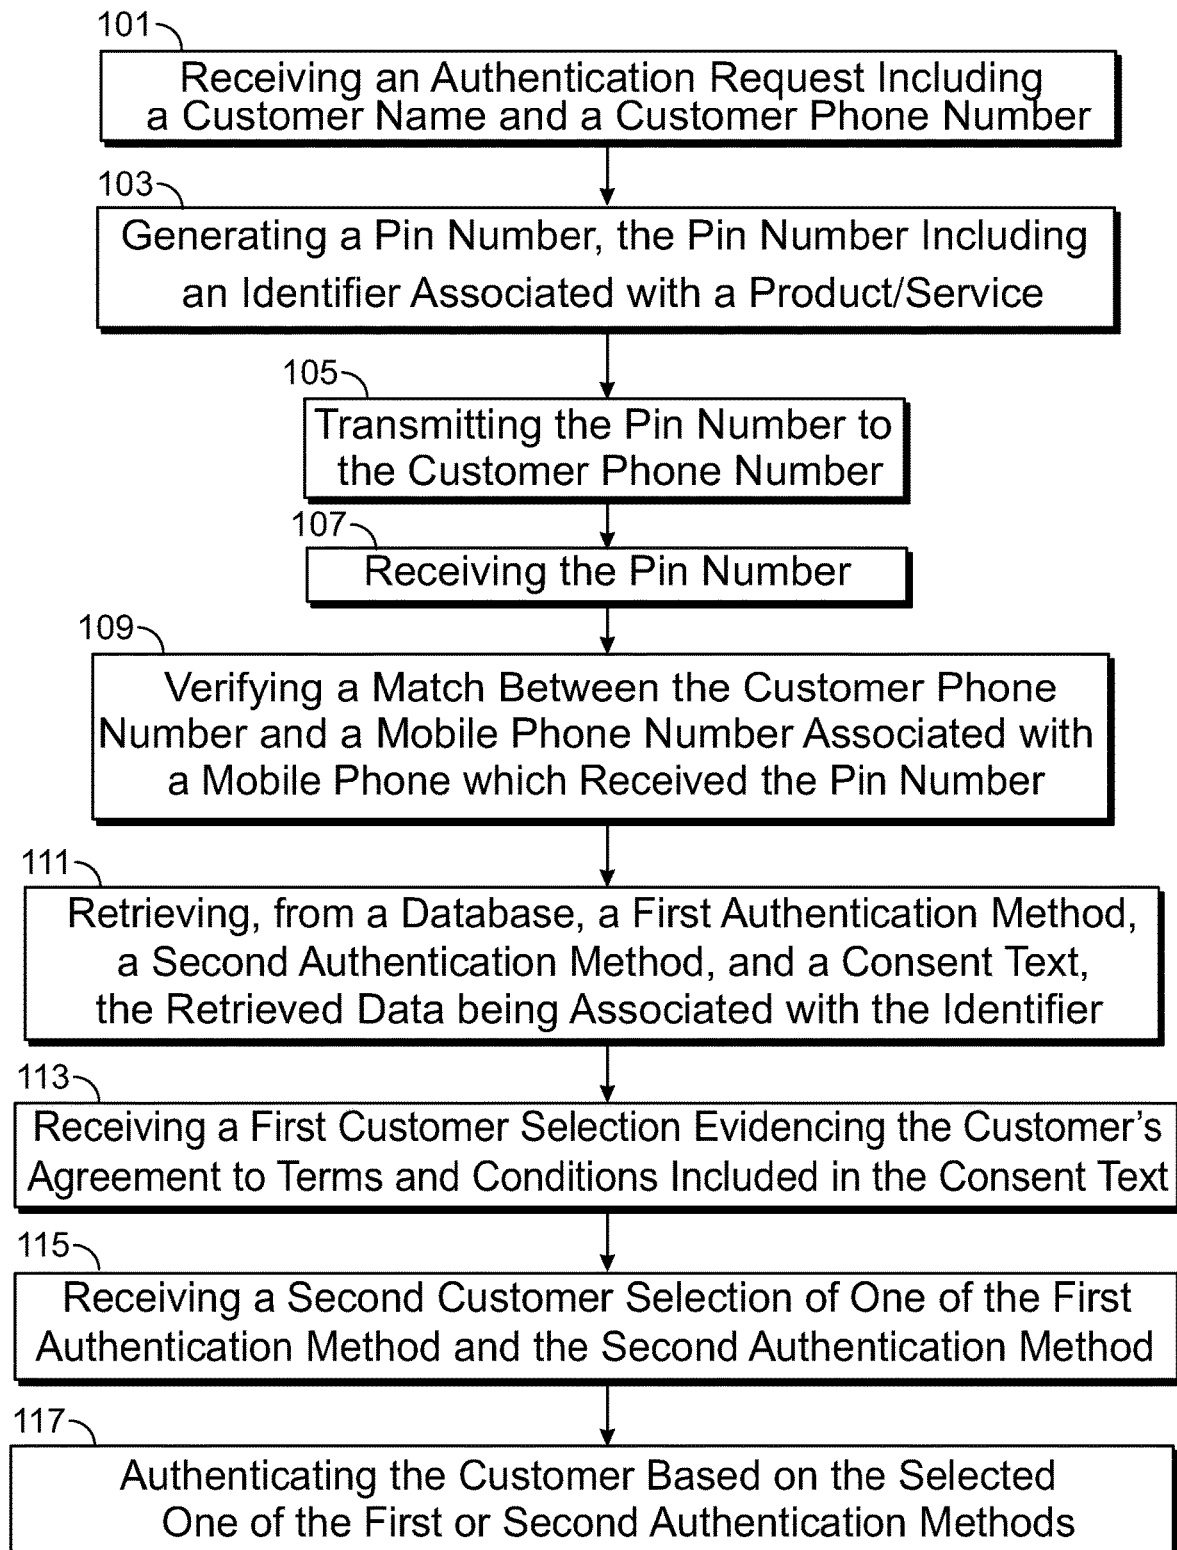 101
Receiving an Authentication Request Including
a Customer Name and a Customer Phone Number
103
Generating a Pin Number, the Pin Number Including
an Identifier Associated with a Product/Service
105
Transmitting the Pin Number to
the Customer Phone Number
107
Receiving the Pin Number
109
Verifying a Match Between the Customer Phone
Number and a Mobile Phone Number Associated with
a Mobile Phone which Received the Pin Number
111
Retrieving, from a Database, a First Authentication Method,
a Second Authentication Method, and a Consent Text,
the Retrieved Data being Associated with the Identifier
113
Receiving a First Customer Selection Evidencing the Customer’s
Agreement to Terms and Conditions Included in the Consent Text
115
Receiving a Second Customer Selection of One of the First
Authentication Method and the Second Authentication Method
117
Authenticating the Customer Based on the Selected
One of the First or Second Authentication Methods